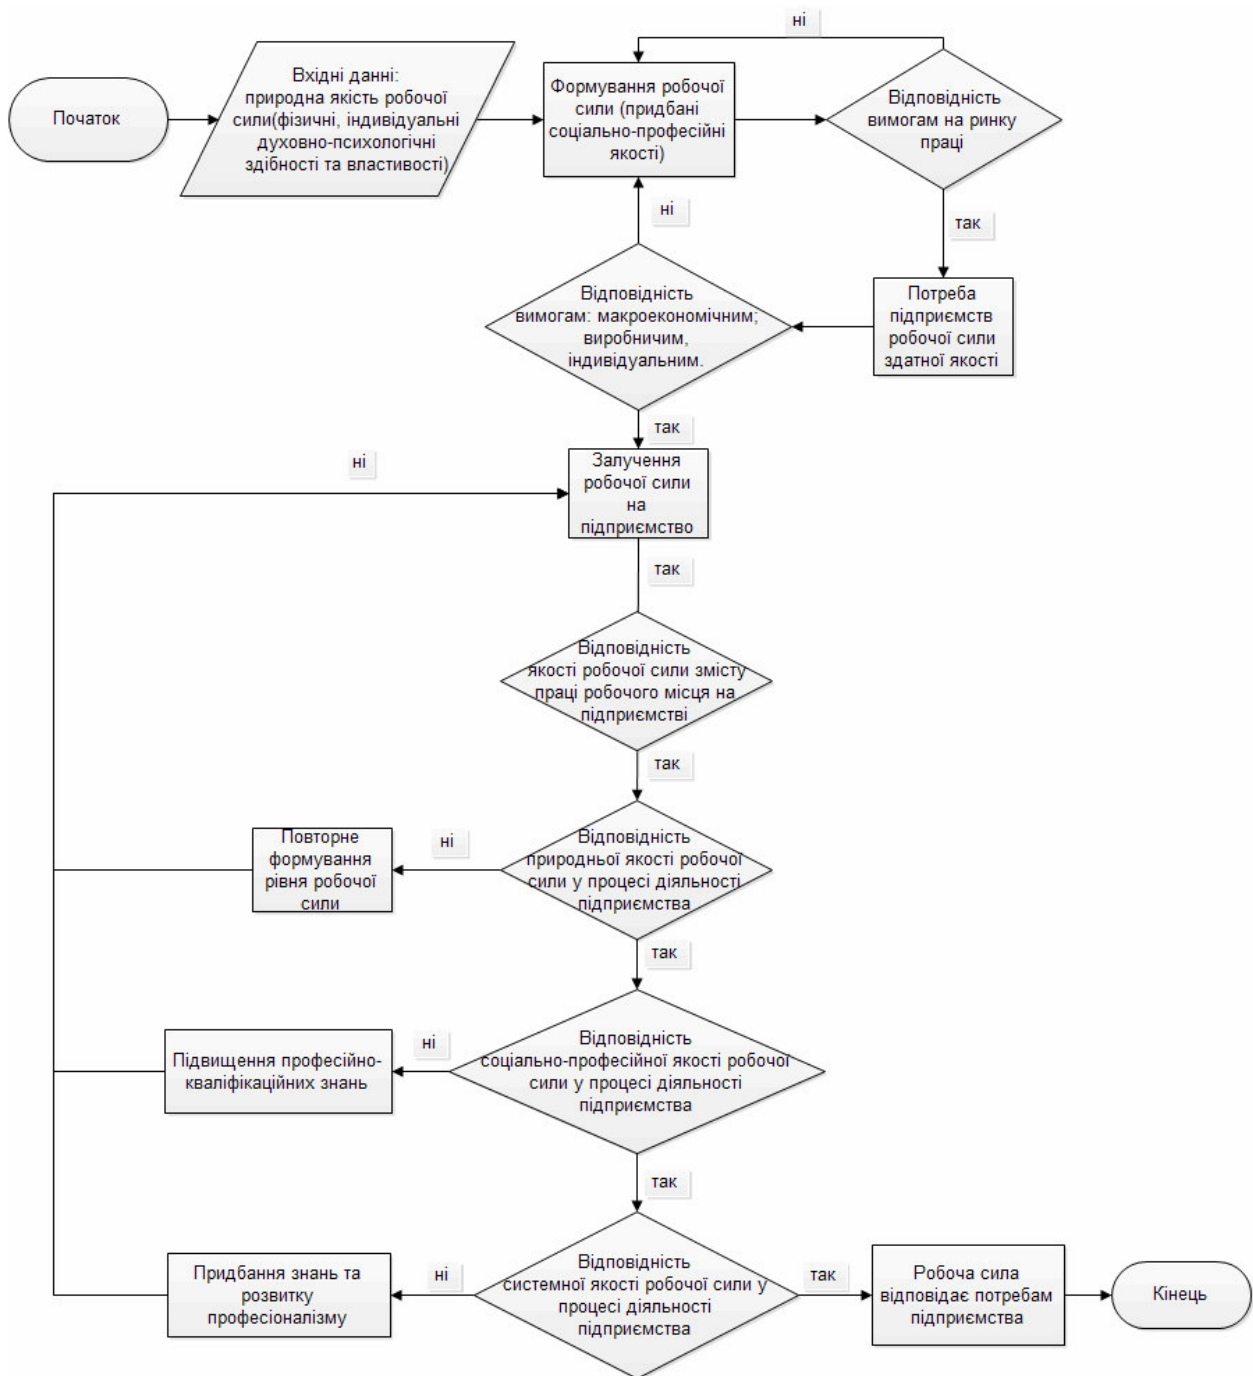 ні
Початок
Вхідні данні:
природна якість робочої
сили(фізичні, індивідуальні
духовно-психологічні
здібності та властивості)
Формування робочої
сили (придбані
соціально-професійні
якості)
Відповідність
вимогам на ринку
праці
ні
так
Відповідність
вимогам: макроекономічним;
виробничим,
індивідуальним.
Потреба
підприємств
робочої сили
здатної якості
так
ні
Залучення
робочої сили
на
підприємство
так
Відповідність
якості робочої сили змісту
праці робочого місця на
підприємстві
так
Повторне
формування
рівня робочої
сили
ні
Відповідність
природньої якості робочої
сили у процесі діяльності
підприємства
так
Підвищення професійно-
кваліфікаційних знань
ні
Відповідність
соціально-професійної якості робочої
сили у процесі діяльності
підприємства
так
Придбання знань та
розвитку
професіоналізму
ні
Відповідність
системної якості робочої сили у
процесі діяльності
підприємства
так
Робоча сила
відповідає потребам
підприємства
Кінець